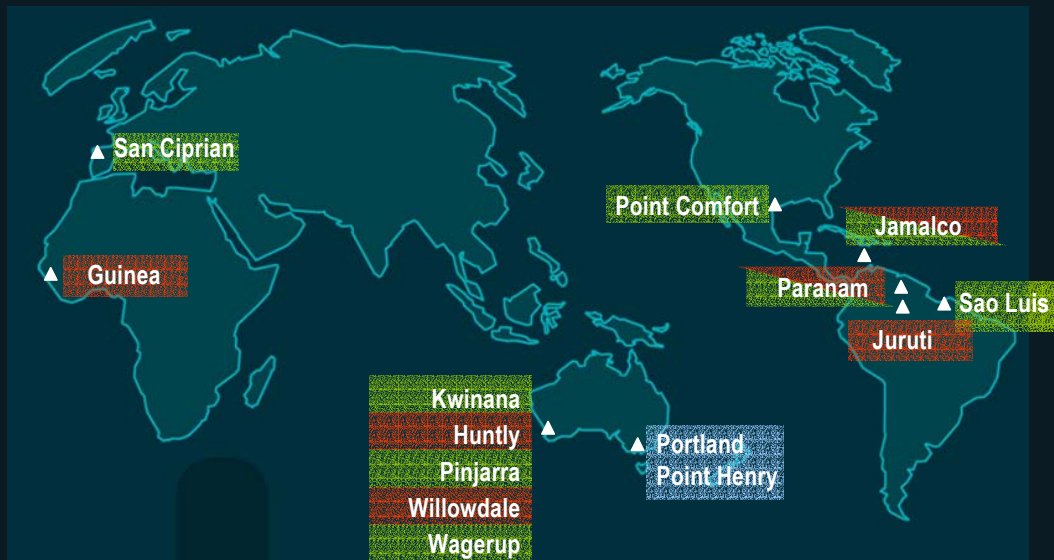 San Ciprian
Point Comfort
Jamalco
Guinea
Paranam
Sao Luis
Juruti
Kwinana
Huntly
Portland
Pinjarra
Point Henry
Willowdale
Wagerup